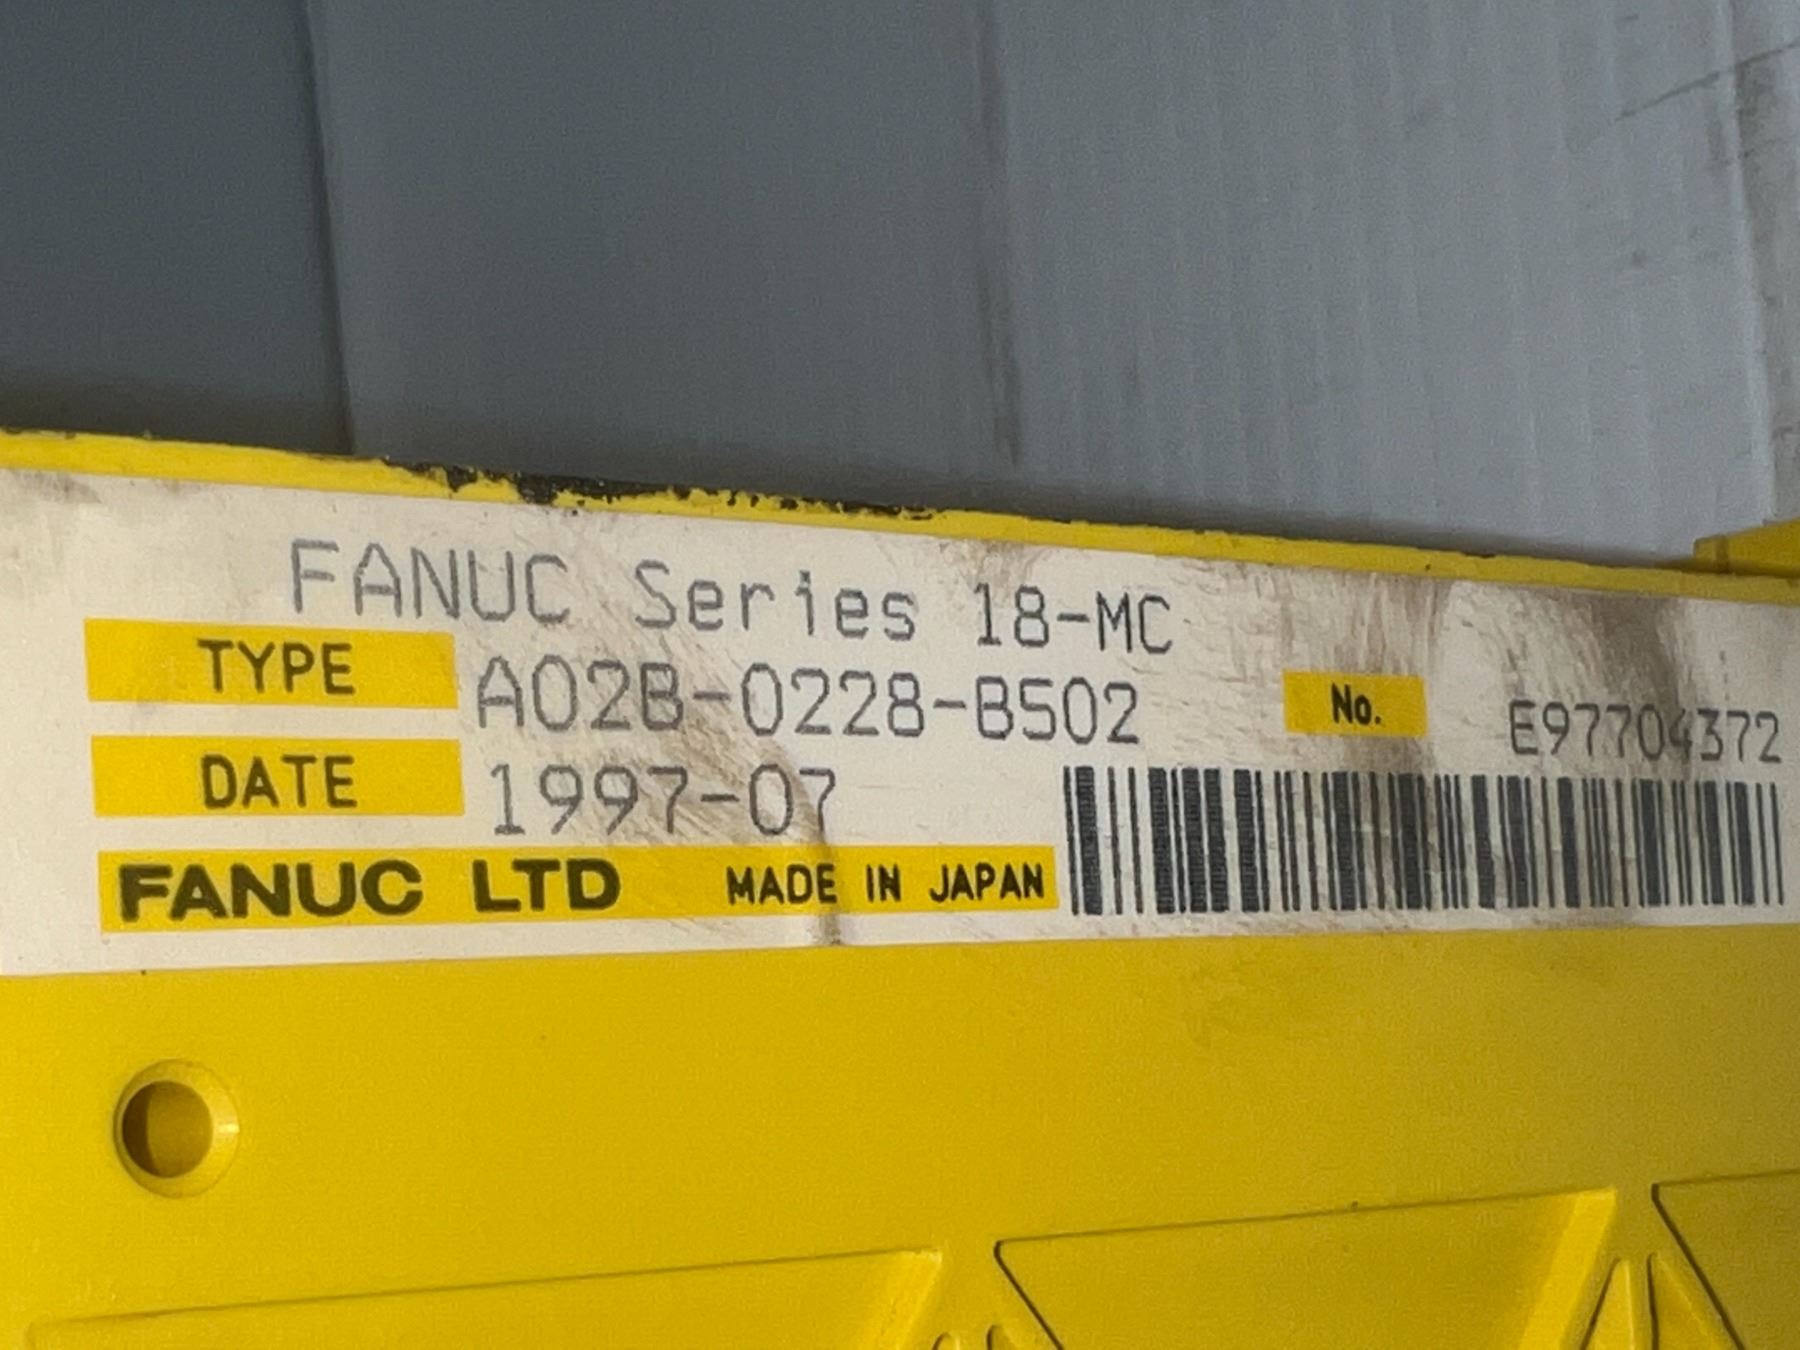 FANUC Series 18-MC
TYPE A02B-0228-B502
No. E97704372
DATE 1997-07
FANUC LTD MADE IN JAPAN